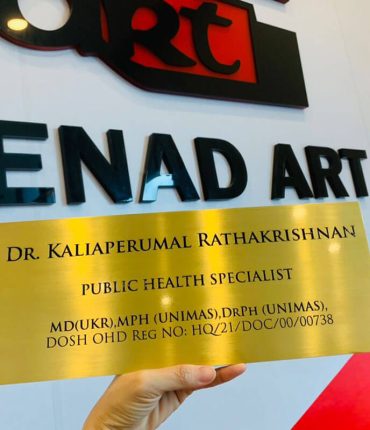 art
ENAD ART
DR. KALIAPERUMAL RATHAKRISHNAN
PUBLIC HEALTH SPECIALIST
MD(UKR),MPH (UNIMAS),DRPH (UNIMAS),
DOSH OHD REG NO: HQ/21/DOC/00/00738